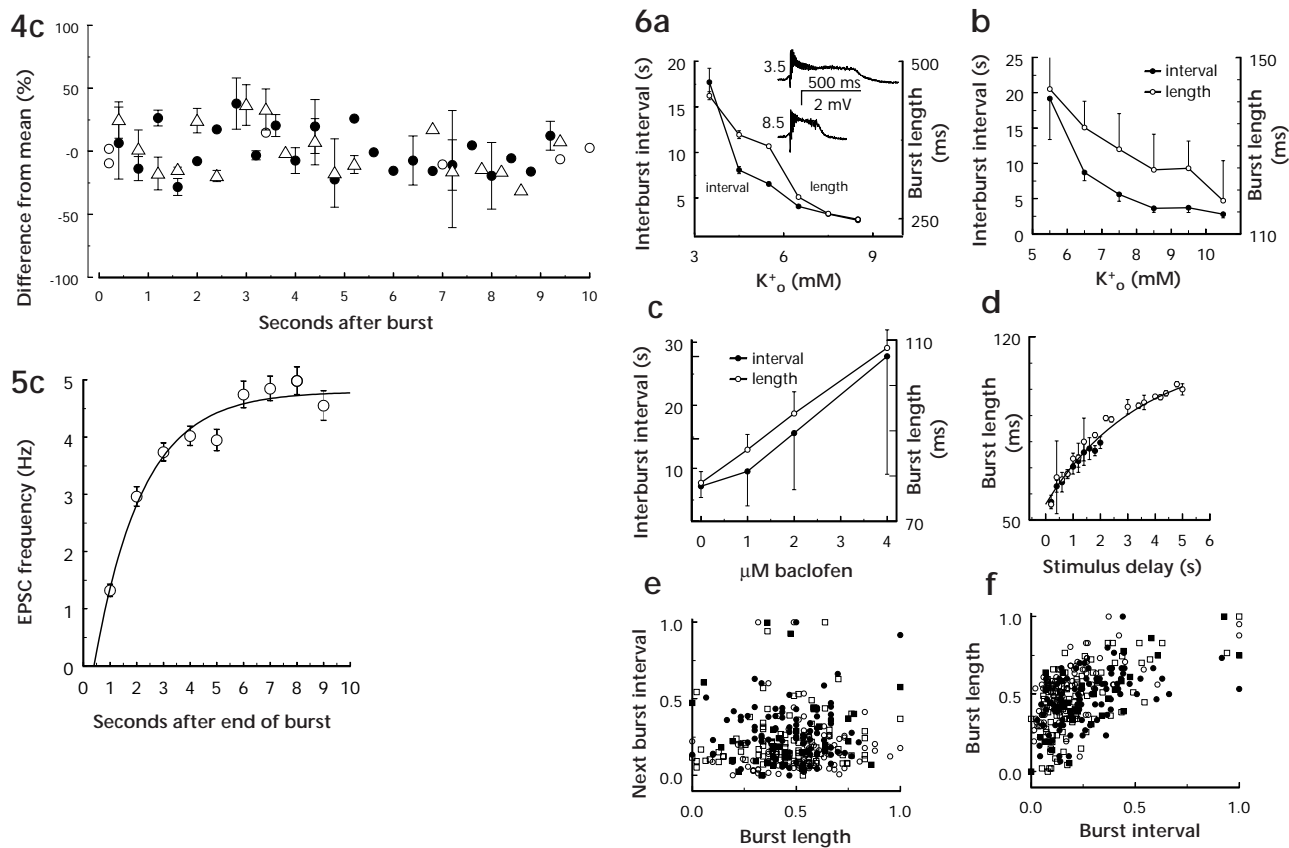 4c
Difference from mean (%)
100
50
-0
-50
-100
0 1 2 3 4 5 6 7 8 9 10
Seconds after burst
5c
EPSC frequency (Hz)
5
4
3
2
1
0
0 1 2 3 4 5 6 7 8 9 10
Seconds after end of burst
6a
Interburst interval (s)
20
15
10
5
3.5
500 ms
2 mV
8.5
interval
length
500
250
Burst length
(ms)
3 6 9
K+o (mM)
b
Interburst interval (s)
25
20
15
10
5
0
interval
length
150
110
Burst length
(ms)
5 6 7 8 9 10
K+o (mM)
c
Interburst interval (s)
30
20
10
interval
length
110
70
Burst length
(ms)
0 1 2 3 4
μM baclofen
d
Burst length
(ms)
120
50
0 1 2 3 4 5 6
Stimulus delay (s)
e
Next burst interval
1.0
0.5
0.0
0.0 0.5 1.0
Burst length
f
Burst length
1.0
0.5
0.0
0.0 0.5 1.0
Burst interval